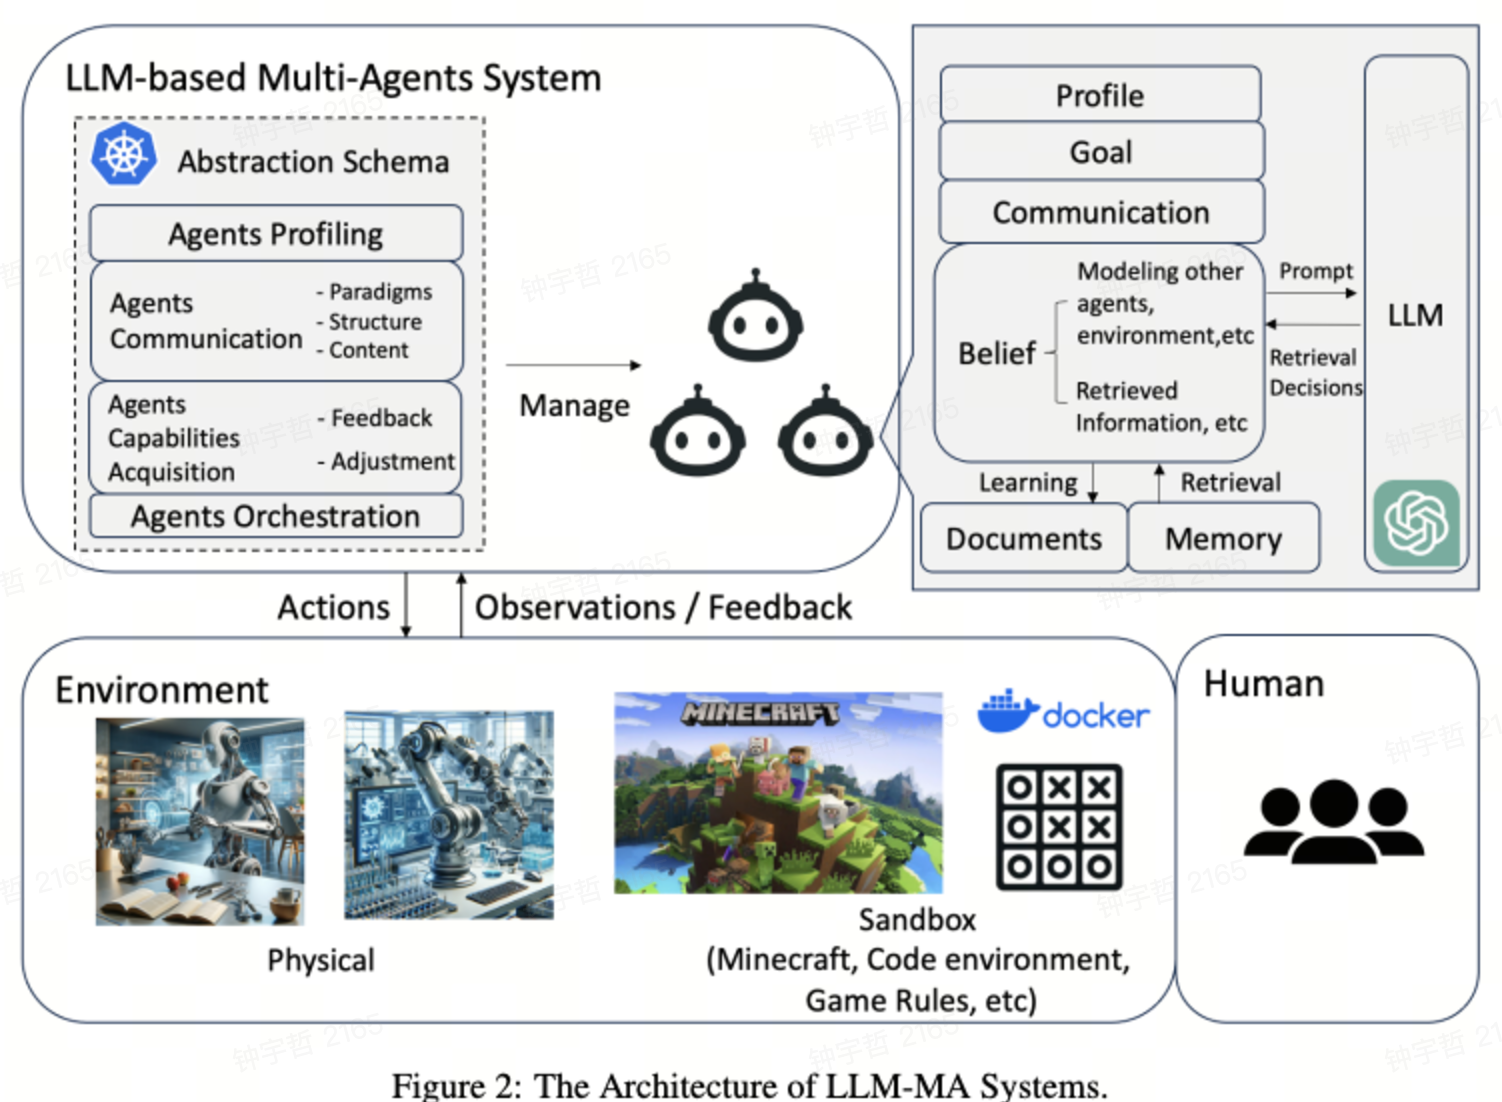 LLM-based Multi-Agents System
Abstraction Schema
Agents Profiling
Agents
Communication
- Paradigms
- Structure
- Content
Agents
Capabilities
Acquisition
- Feedback
- Adjustment
Agents Orchestration
Manage
Profile
Goal
Communication
Belief
Modeling other
agents,
environment,etc
Retrieved
Information, etc
Prompt
Retrieval
Decisions
LLM
Learning
Retrieval
Documents
Memory
Actions
Observations / Feedback
Environment
Physical
MINECRAFT
docker
O X X
O X X
O O O
Sandbox
(Minecraft, Code environment,
Game Rules, etc)
Human
Figure 2: The Architecture of LLM-MA Systems.
钟宇哲 2165